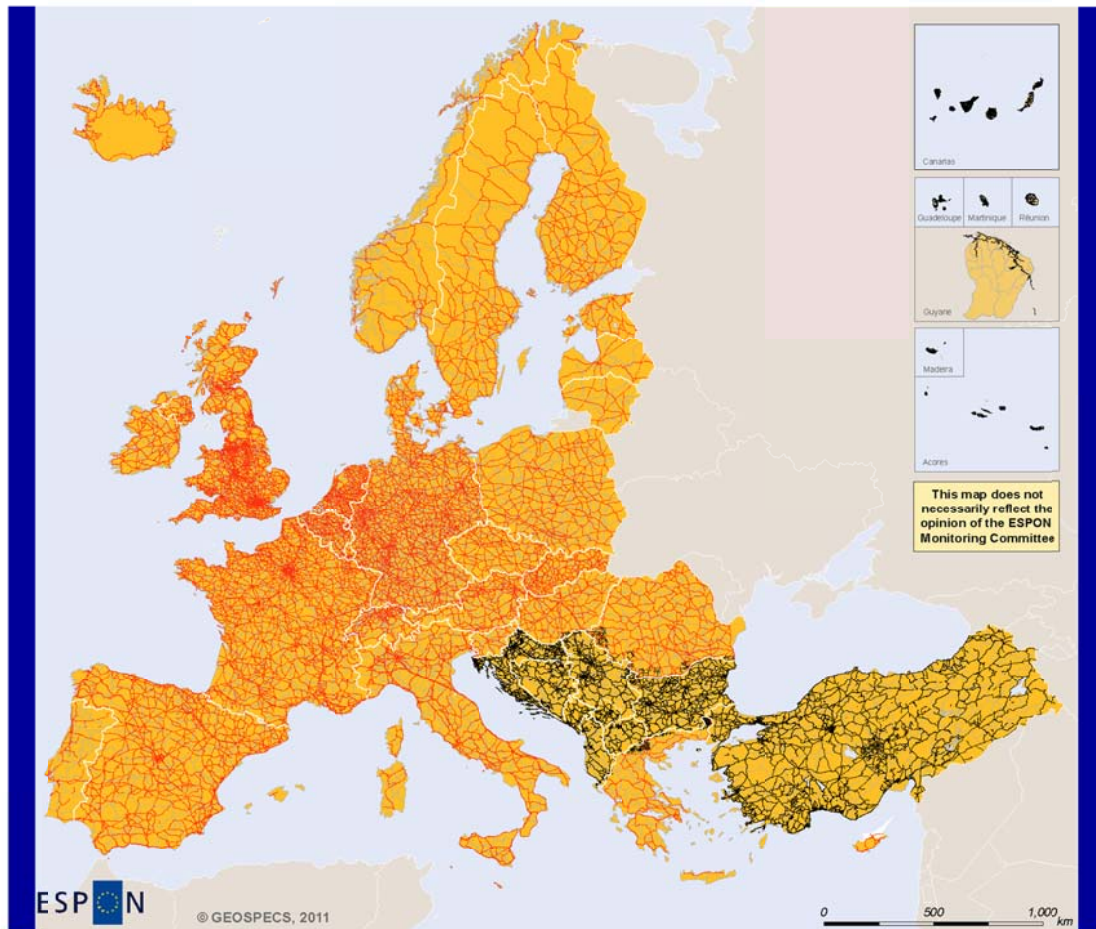 Canarias
Guadeloupe
Martinique
Réunion
Guyane
Madeira
Acores
This map does not
necessarily reflect the
opinion of the ESPON
Monitoring Committee
ESPON
© GEOSPECS, 2011
0 500 1,000
km